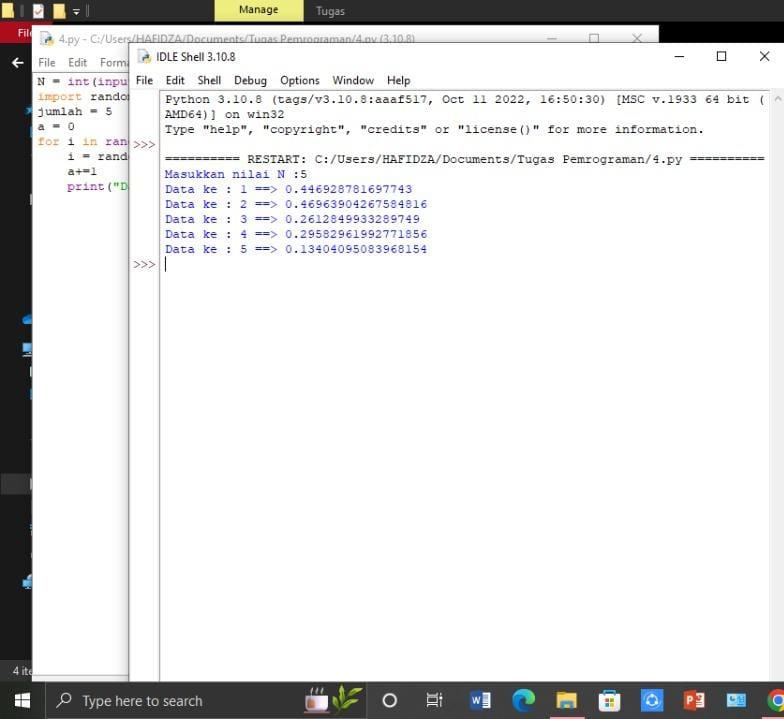 Manage
Tugas
File
4.py - C:/Users/HAFIDZA/Documents/Tugas Pemrograman/4.py (3.10.8)
File Edit Forma
N = int(inpu
import rando
jumlah = 5
a = 0
for i in ran
i = rand
a+=1
print("D
IDLE Shell 3.10.8
File Edit Shell Debug Options Window Help
Python 3.10.8 (tags/v3.10.8:aaaf517, Oct 11 2022, 16:50:30) [MSC v.1933 64 bit (
AMD64)] on win32
Type "help", "copyright", "credits" or "license()" for more information.
>>>
========== RESTART: C:/Users/HAFIDZA/Documents/Tugas Pemrograman/4.py ==========
Masukkan nilai N :5
Data ke : 1 ==> 0.446928781697743
Data ke : 2 ==> 0.46963904267584816
Data ke : 3 ==> 0.2612849933289749
Data ke : 4 ==> 0.29582961992771856
Data ke : 5 ==> 0.13404095083968154
>>>
4 ite
Type here to search